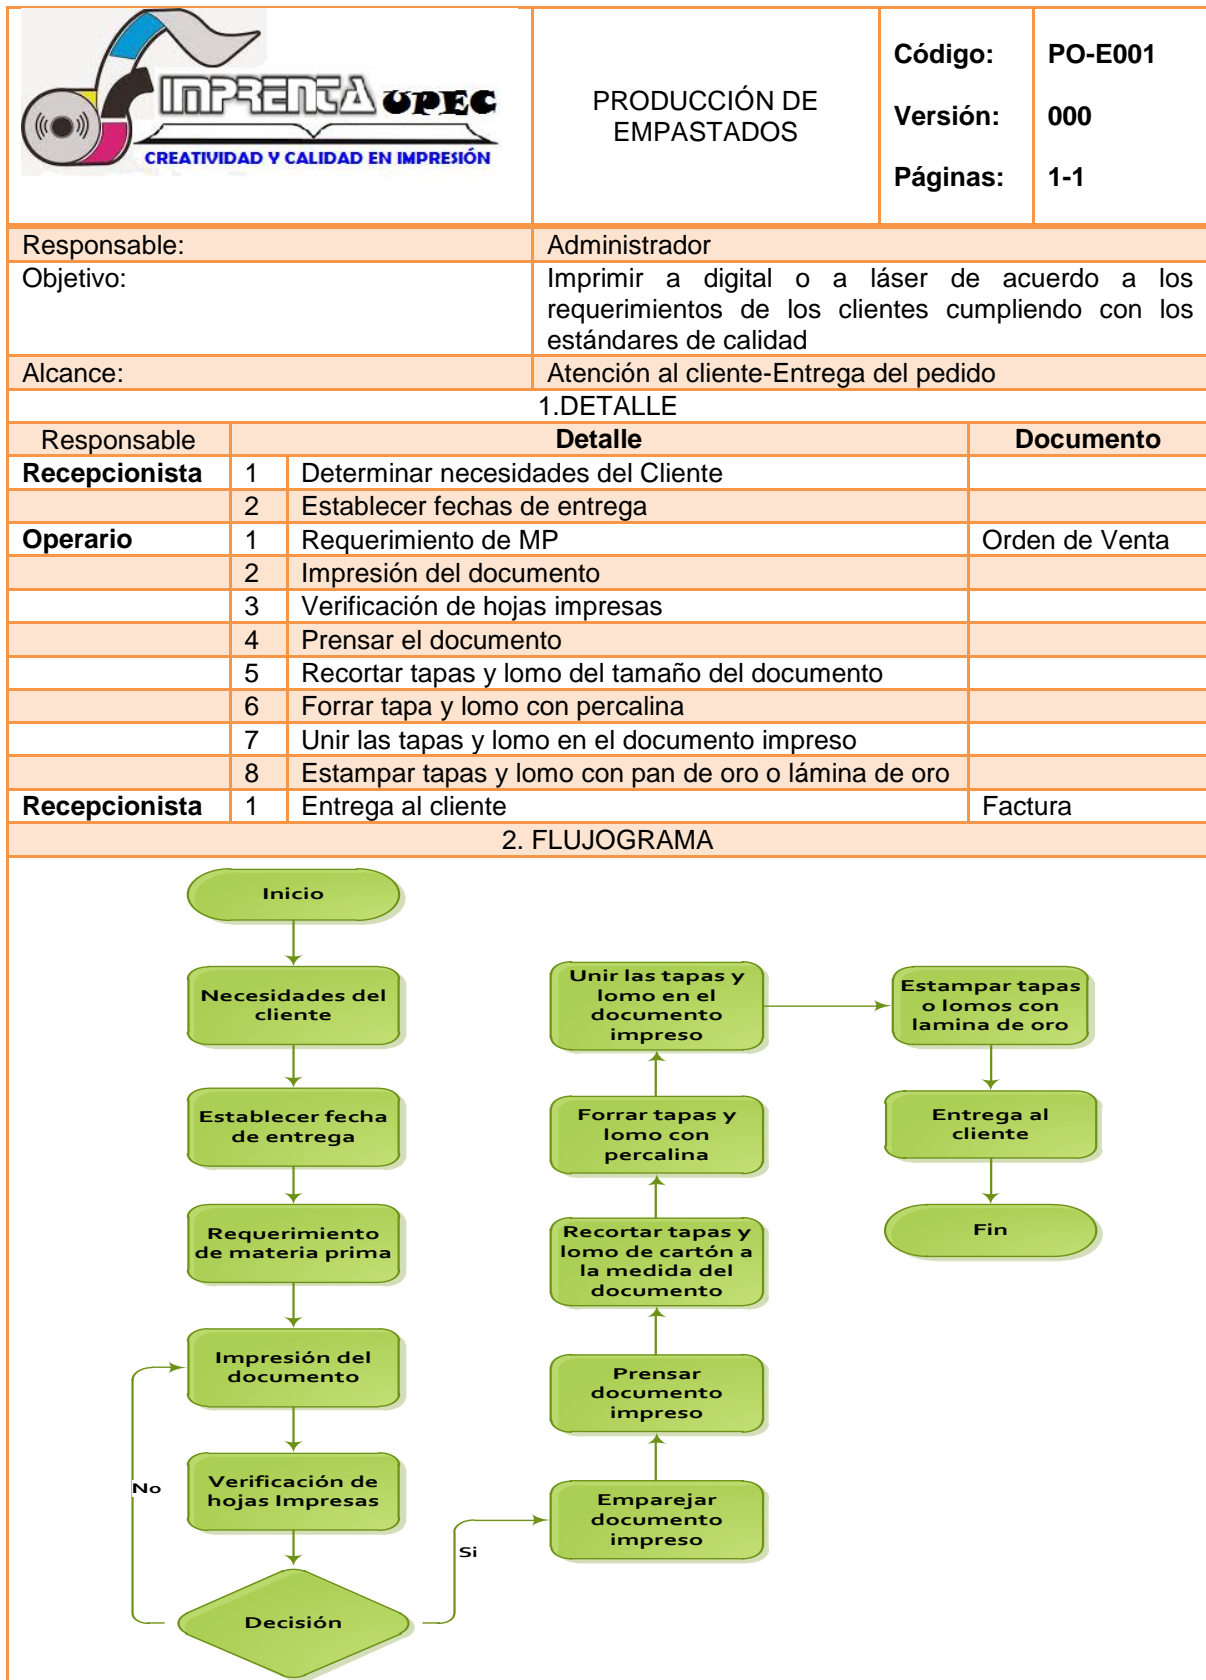 IMPRENTA UPEC
CREATIVIDAD Y CALIDAD EN IMPRESIÓN
PRODUCCIÓN DE
EMPASTADOS
Código: PO-E001
Versión: 000
Páginas: 1-1
Responsable: Administrador
Objetivo: Imprimir a digital o a láser de acuerdo a los
requerimientos de los clientes cumpliendo con los
estándares de calidad
Alcance: Atención al cliente-Entrega del pedido
1.DETALLE
Responsable Detalle Documento
Recepcionista 1 Determinar necesidades del Cliente
2 Establecer fechas de entrega
Operario 1 Requerimiento de MP Orden de Venta
2 Impresión del documento
3 Verificación de hojas impresas
4 Prensar el documento
5 Recortar tapas y lomo del tamaño del documento
6 Forrar tapa y lomo con percalina
7 Unir las tapas y lomo en el documento impreso
8 Estampar tapas y lomo con pan de oro o lámina de oro
Recepcionista 1 Entrega al cliente Factura
2. FLUJOGRAMA
Inicio
Necesidades del
cliente
Establecer fecha
de entrega
Requerimiento
de materia prima
Impresión del
documento
Verificación de
hojas Impresas
Decisión
No
Si
Emparejar
documento
impreso
Prensar
documento
impreso
Recortar tapas y
lomo de cartón a
la medida del
documento
Forrar tapas y
lomo con
percalina
Unir las tapas y
lomo en el
documento
impreso
Estampar tapas
o lomos con
lamina de oro
Entrega al
cliente
Fin